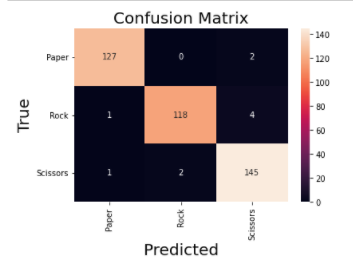 Confusion Matrix
Paper 127 0 2
Rock 1 118 4
Scissors 1 2 145
Paper Rock Scissors
True
Predicted
140
120
100
80
60
40
20
0